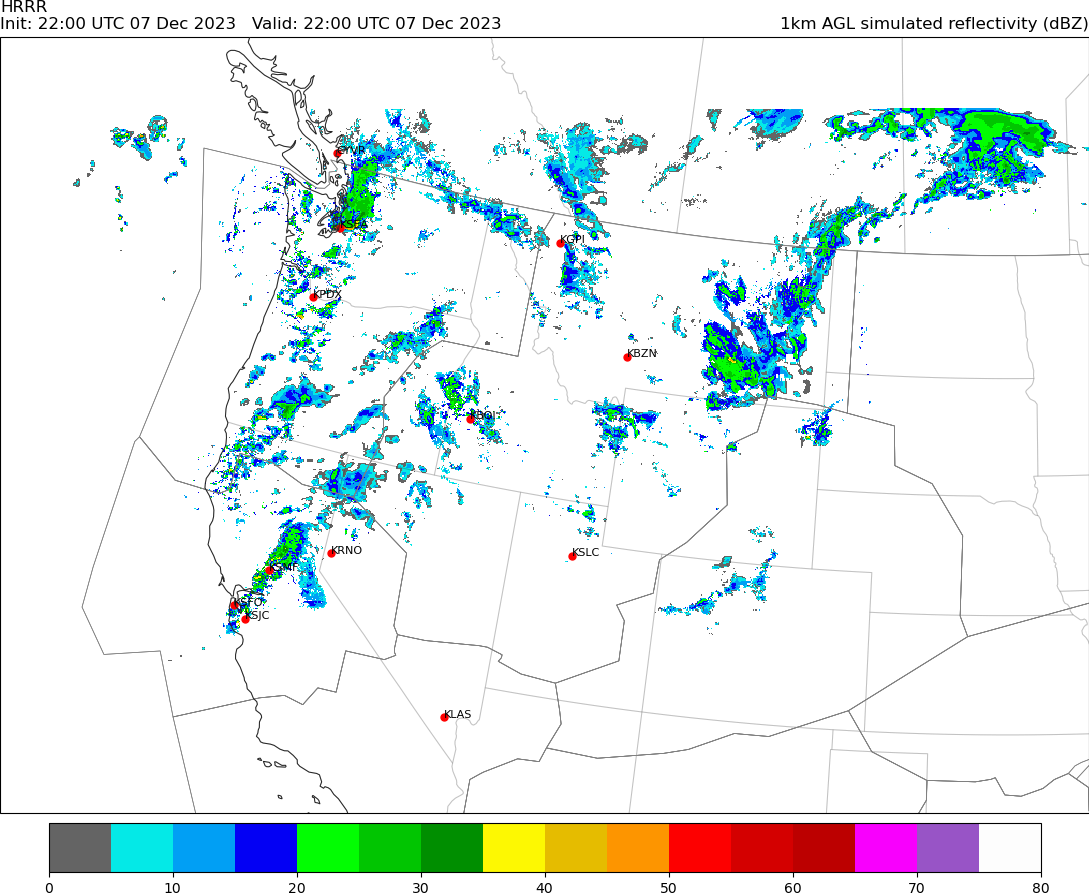 HRRR
Init: 22:00 UTC 07 Dec 2023   Valid: 22:00 UTC 07 Dec 2023   1km AGL simulated reflectivity (dBZ)
KGPI
KPDX
KBZN
KBOI
KRNO
KSLC
KSMF
KSFO
KSJC
KLAS
0 10 20 30 40 50 60 70 80